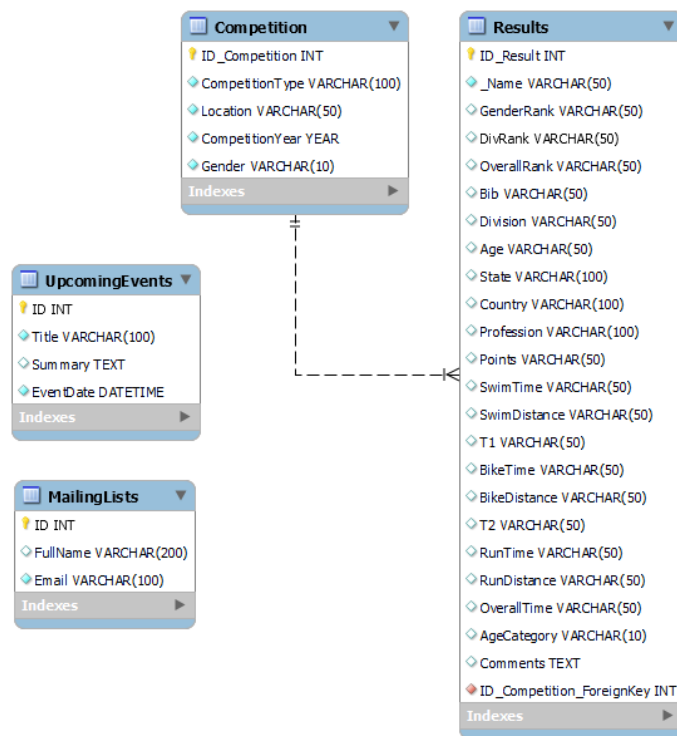 Competition
ID_Competition INT
CompetitionType VARCHAR(100)
Location VARCHAR(50)
CompetitionYear YEAR
Gender VARCHAR(10)
Indexes
UpcomingEvents
ID INT
Title VARCHAR(100)
Summary TEXT
EventDate DATETIME
Indexes
MailingLists
ID INT
FullName VARCHAR(200)
Email VARCHAR(100)
Indexes
Results
ID_Result INT
_Name VARCHAR(50)
GenderRank VARCHAR(50)
DivRank VARCHAR(50)
OverallRank VARCHAR(50)
Bib VARCHAR(50)
Division VARCHAR(50)
Age VARCHAR(50)
State VARCHAR(100)
Country VARCHAR(100)
Profession VARCHAR(100)
Points VARCHAR(50)
SwimTime VARCHAR(50)
SwimDistance VARCHAR(50)
T1 VARCHAR(50)
BikeTime VARCHAR(50)
BikeDistance VARCHAR(50)
T2 VARCHAR(50)
RunTime VARCHAR(50)
RunDistance VARCHAR(50)
OverallTime VARCHAR(50)
AgeCategory VARCHAR(10)
Comments TEXT
ID_Competition_ForeignKey INT
Indexes